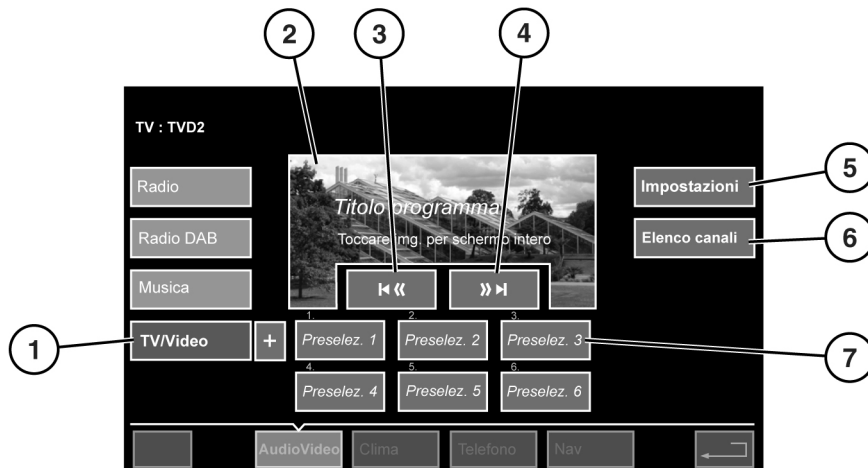 2
3
4
TV : TVD2
Radio
Titolo programma
Impostazioni
5
Radio DAB
Toccare img. per schermo intero
Elenco canali
6
Musica
1
TV/Video
+
1.
Preselez. 1
2.
Preselez. 2
3.
Preselez. 3
7
4.
Preselez. 4
5.
Preselez. 5
6.
Preselez. 6
AudioVideo
Clima
Telefono
Nav